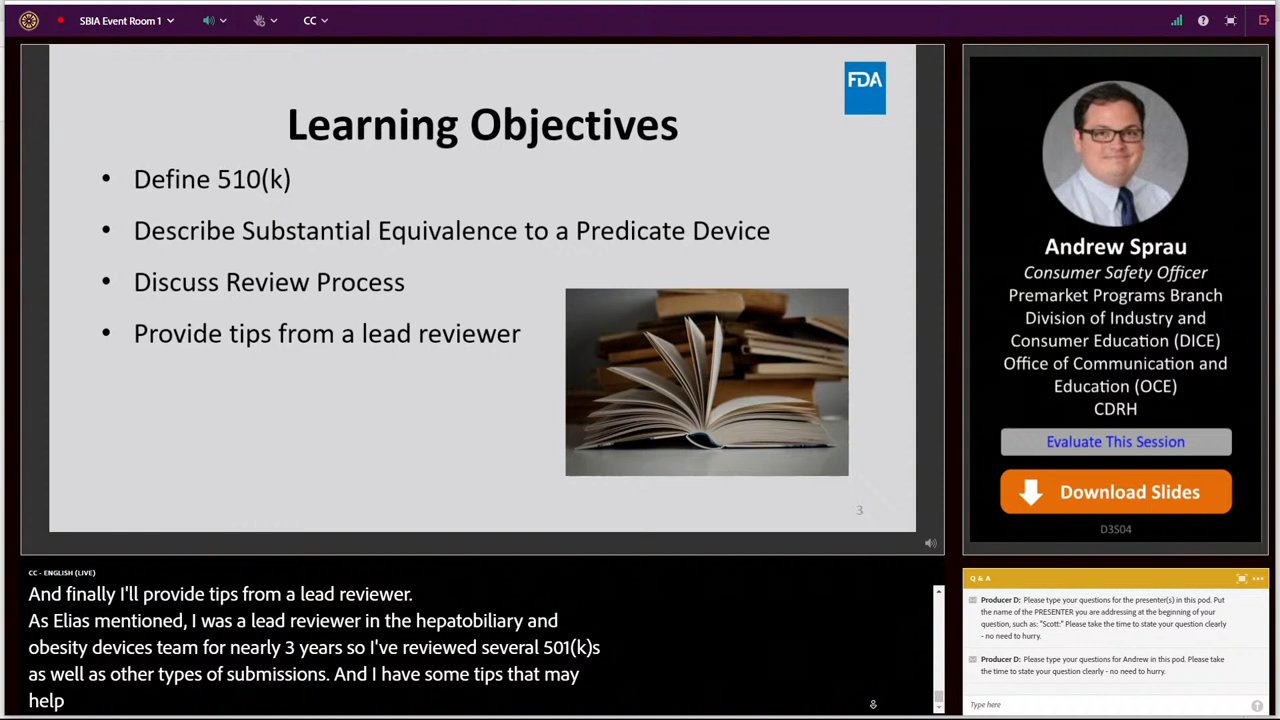 SBIA Event Room 1
CC
FDA
Learning Objectives
• Define 510(k)
• Describe Substantial Equivalence to a Predicate Device
• Discuss Review Process
• Provide tips from a lead reviewer
3
Andrew Sprau
Consumer Safety Officer
Premarket Programs Branch
Division of Industry and
Consumer Education (DICE)
Office of Communication and
Education (OCE)
CDRH
Evaluate This Session
Download Slides
D3S04
CC - ENGLISH (LIVE)
And finally I'll provide tips from a lead reviewer.
As Elias mentioned, I was a lead reviewer in the hepatobiliary and
obesity devices team for nearly 3 years so I've reviewed several 501(k)s
as well as other types of submissions. And I have some tips that may
help
Q & A
Producer D: Please type your questions for the presenter(s) in this pod. Put
the name of the PRESENTER you are addressing at the beginning of your
question, such as: "Scott:" Please take the time to state your question clearly
- no need to hurry.
Producer D: Please type your questions for Andrew in this pod. Please take
the time to state your question clearly - no need to hurry.
Type here